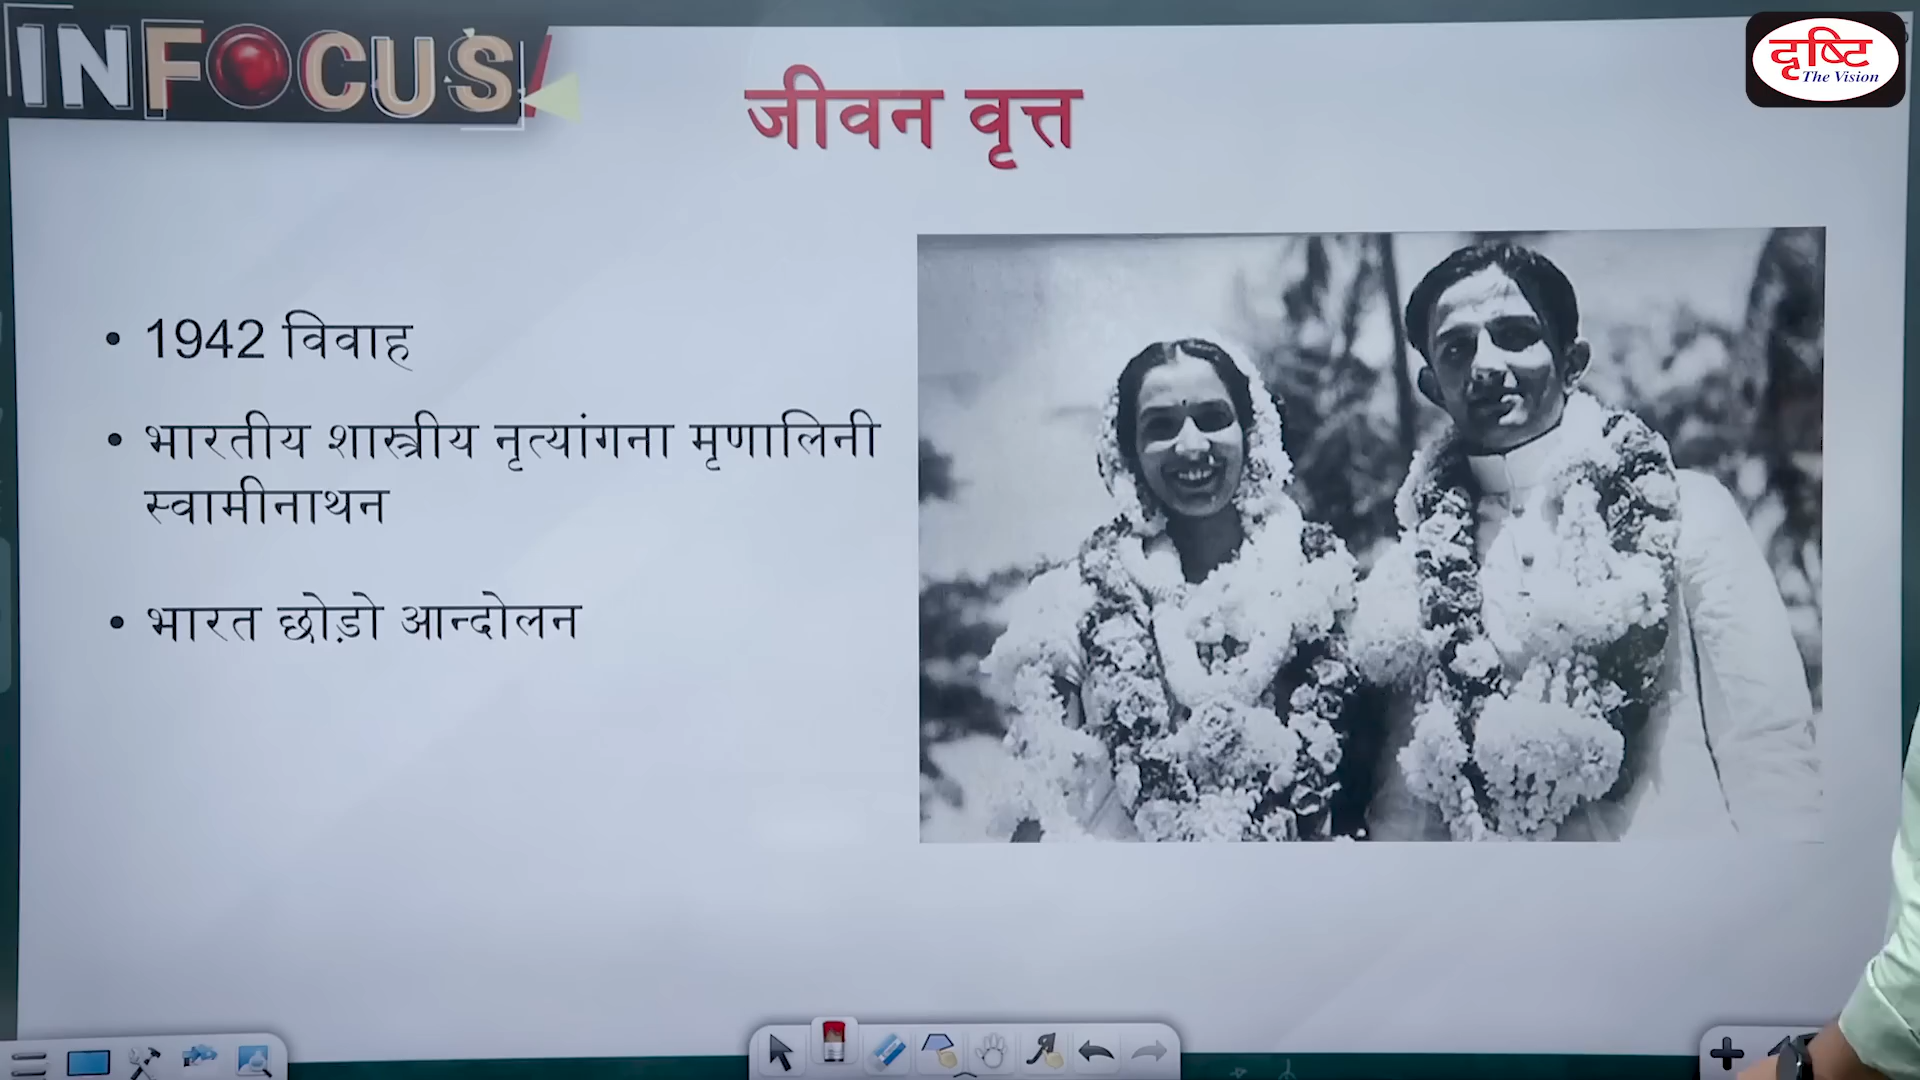 INFOCUS
दृष्टि
The Vision
जीवन वृत्त
• 1942 विवाह
• भारतीय शास्त्रीय नृत्यांगना मृणालिनी
स्वामीनाथन
• भारत छोड़ो आन्दोलन